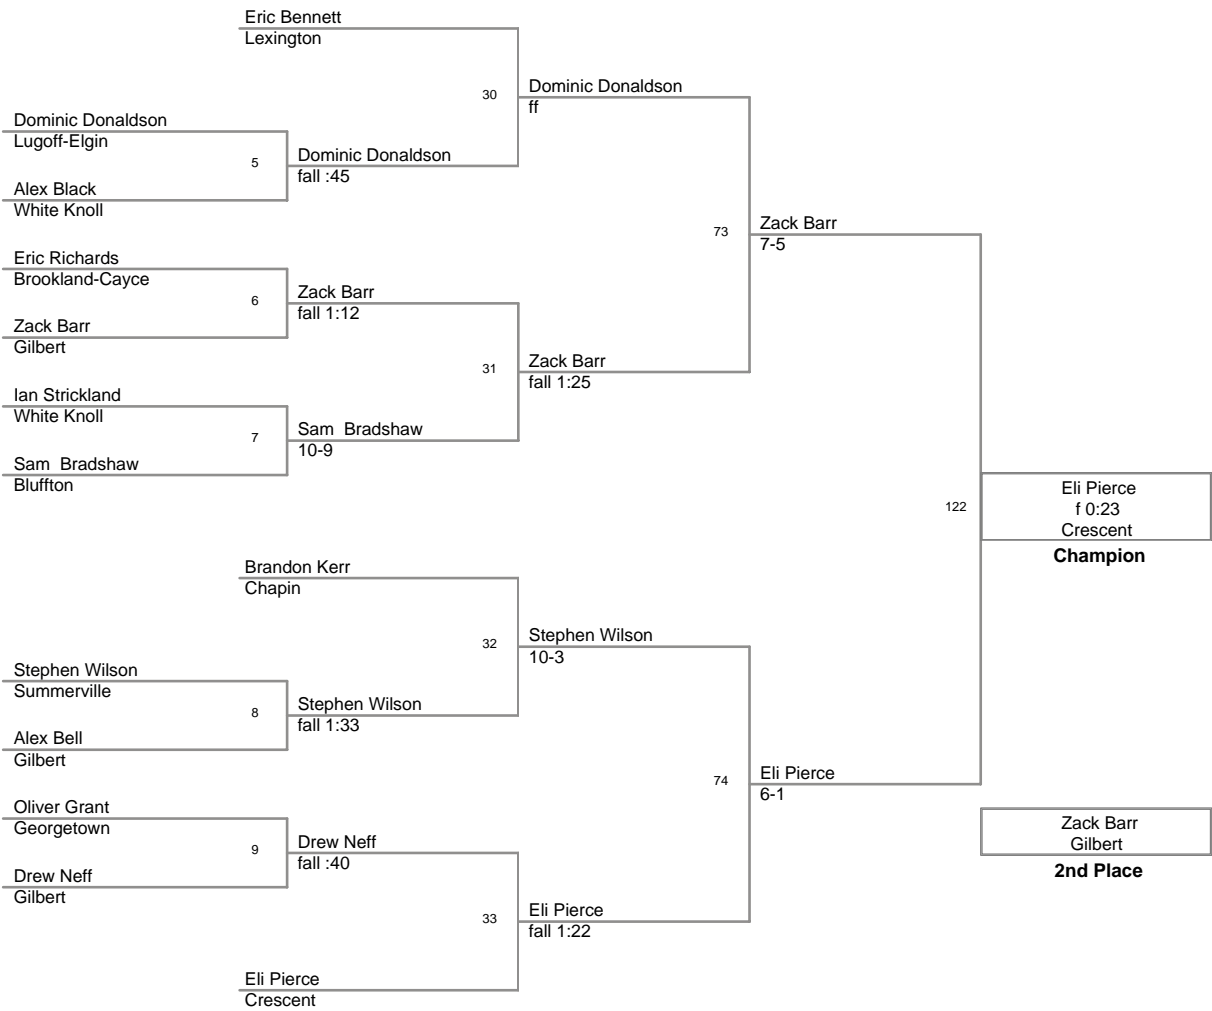 Eric Bennett
Lexington
30
Dominic Donaldson
ff
Dominic Donaldson
Lugoff-Elgin
5
Dominic Donaldson
fall :45
Alex Black
White Knoll
73
Zack Barr
7-5
Eric Richards
Brookland-Cayce
6
Zack Barr
fall 1:12
Zack Barr
Gilbert
31
Zack Barr
fall 1:25
Ian Strickland
White Knoll
7
Sam  Bradshaw
10-9
Sam  Bradshaw
Bluffton
122
Eli Pierce
f 0:23
Crescent
Champion
Brandon Kerr
Chapin
32
Stephen Wilson
10-3
Stephen Wilson
Summerville
8
Stephen Wilson
fall 1:33
Alex Bell
Gilbert
74
Eli Pierce
6-1
Oliver Grant
Georgetown
9
Drew Neff
fall :40
Drew Neff
Gilbert
Zack Barr
Gilbert
2nd Place
33
Eli Pierce
fall 1:22
Eli Pierce
Crescent